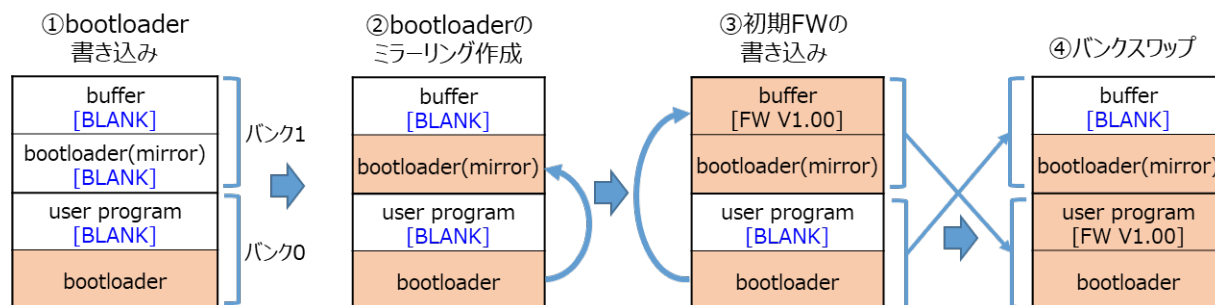 ①bootloader
書き込み
buffer
[BLANK]
bootloader(mirror)
[BLANK]
user program
[BLANK]
bootloader
バンク1
バンク0
②bootloaderの
ミラーリング作成
buffer
[BLANK]
bootloader(mirror)
user program
[BLANK]
bootloader
③初期FWの
書き込み
buffer
[FW V1.00]
bootloader(mirror)
user program
[BLANK]
bootloader
④バンクスワップ
buffer
[BLANK]
bootloader(mirror)
user program
[FW V1.00]
bootloader